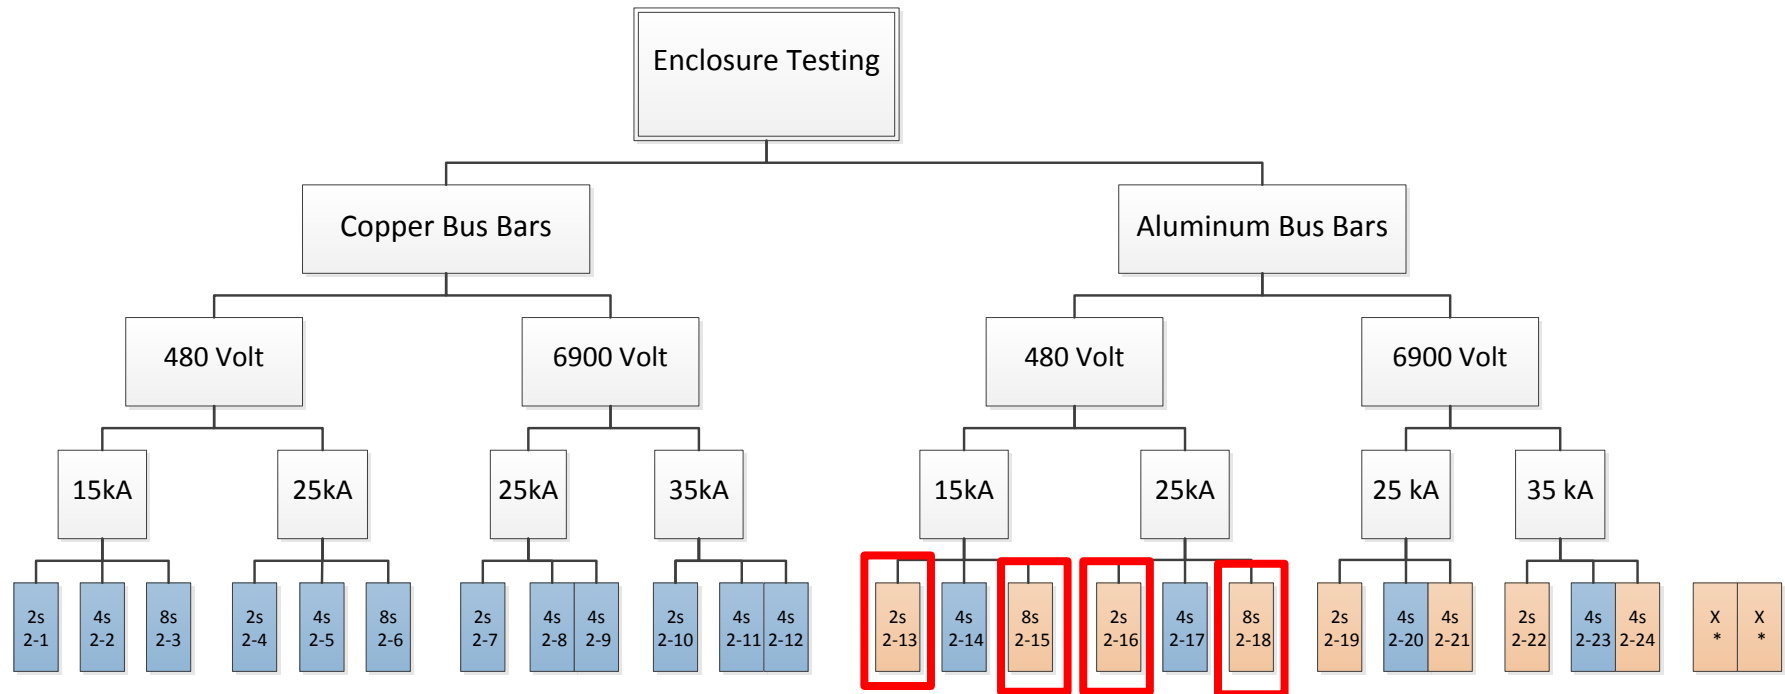 Enclosure Testing
Copper Bus Bars
Aluminum Bus Bars
480 Volt
6900 Volt
480 Volt
6900 Volt
15kA
25kA
25kA
35kA
15kA
25kA
25 kA
35 kA
2s
2-1
4s
2-2
8s
2-3
2s
2-4
4s
2-5
8s
2-6
2s
2-7
4s
2-8
4s
2-9
2s
2-10
4s
2-11
4s
2-12
2s
2-13
4s
2-14
8s
2-15
2s
2-16
4s
2-17
8s
2-18
2s
2-19
4s
2-20
4s
2-21
2s
2-22
4s
2-23
4s
2-24
X
*
X
*